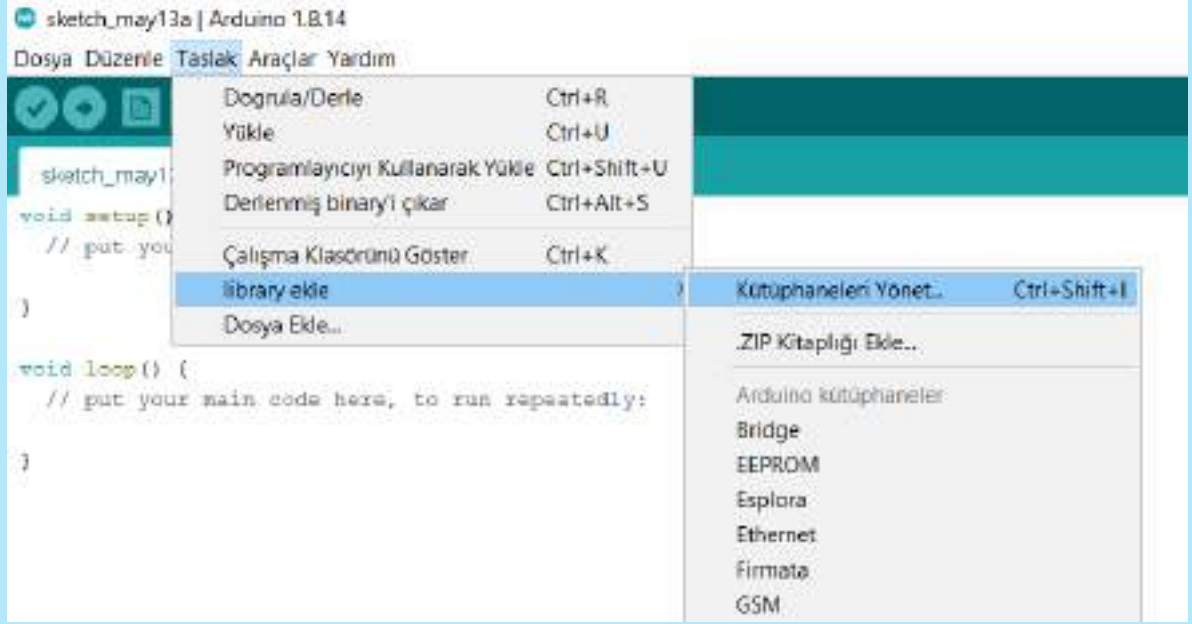 sketch_may13a | Arduino 1.8.14
Dosya Düzenle Taslak Araçlar Yardım
Doğrula/Derle Ctrl+R
Yükle Ctrl+U
Programlayıcıyı Kullanarak Yükle Ctrl+Shift+U
Derlenmiş binary'i çıkar Ctrl+Alt+S
Çalışma Klasörünü Göster Ctrl+K
library ekle
Dosya Ekle...
Kütüphaneleri Yönet.. Ctrl+Shift+I
.ZIP Kitaplığı Ekle...
Arduino kütüphaneler
Bridge
EEPROM
Esplora
Ethernet
Firmata
GSM
sketch_may1
void setup()
// put you
}
void loop() {
// put your main code here, to run repeatedly:
}